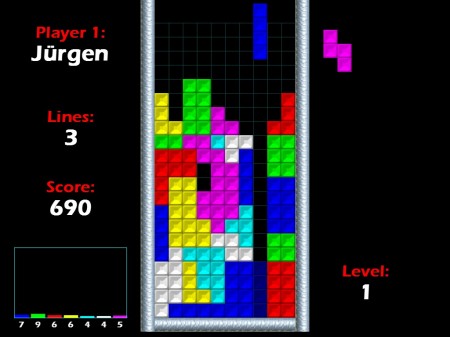 Player 1:
Jürgen
Lines:
3
Score:
690
Level:
1
7 9 6 6 4 4 5